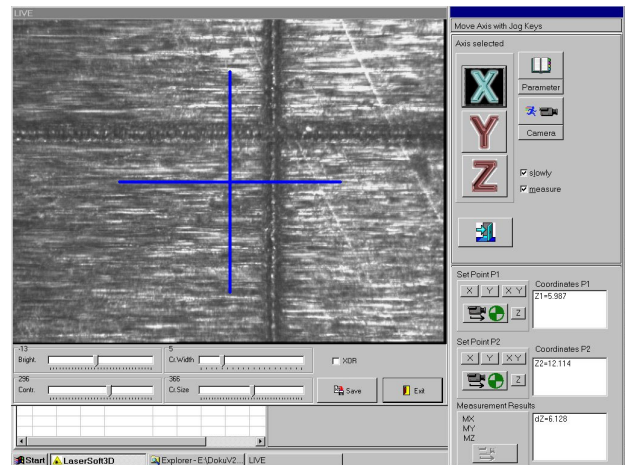 LIVE
Move Axis with Jog Keys
Axis selected
X
Parameter
Y
Camera
Z
slowly
measure
Set Point P1
Coordinates P1
X Y X Y
Z1=5.987
Z
Set Point P2
Coordinates P2
X Y X Y
Z2=12.114
Z
Measurement Results
MX
dZ=6.128
MY
MZ
-13
Bright.
5
Cr.Width
XOR
296
Contr.
366
Cr.Size
Save
Exit
Start
LaserSoft3D
Explorer - E:\DokuV2...
LIVE